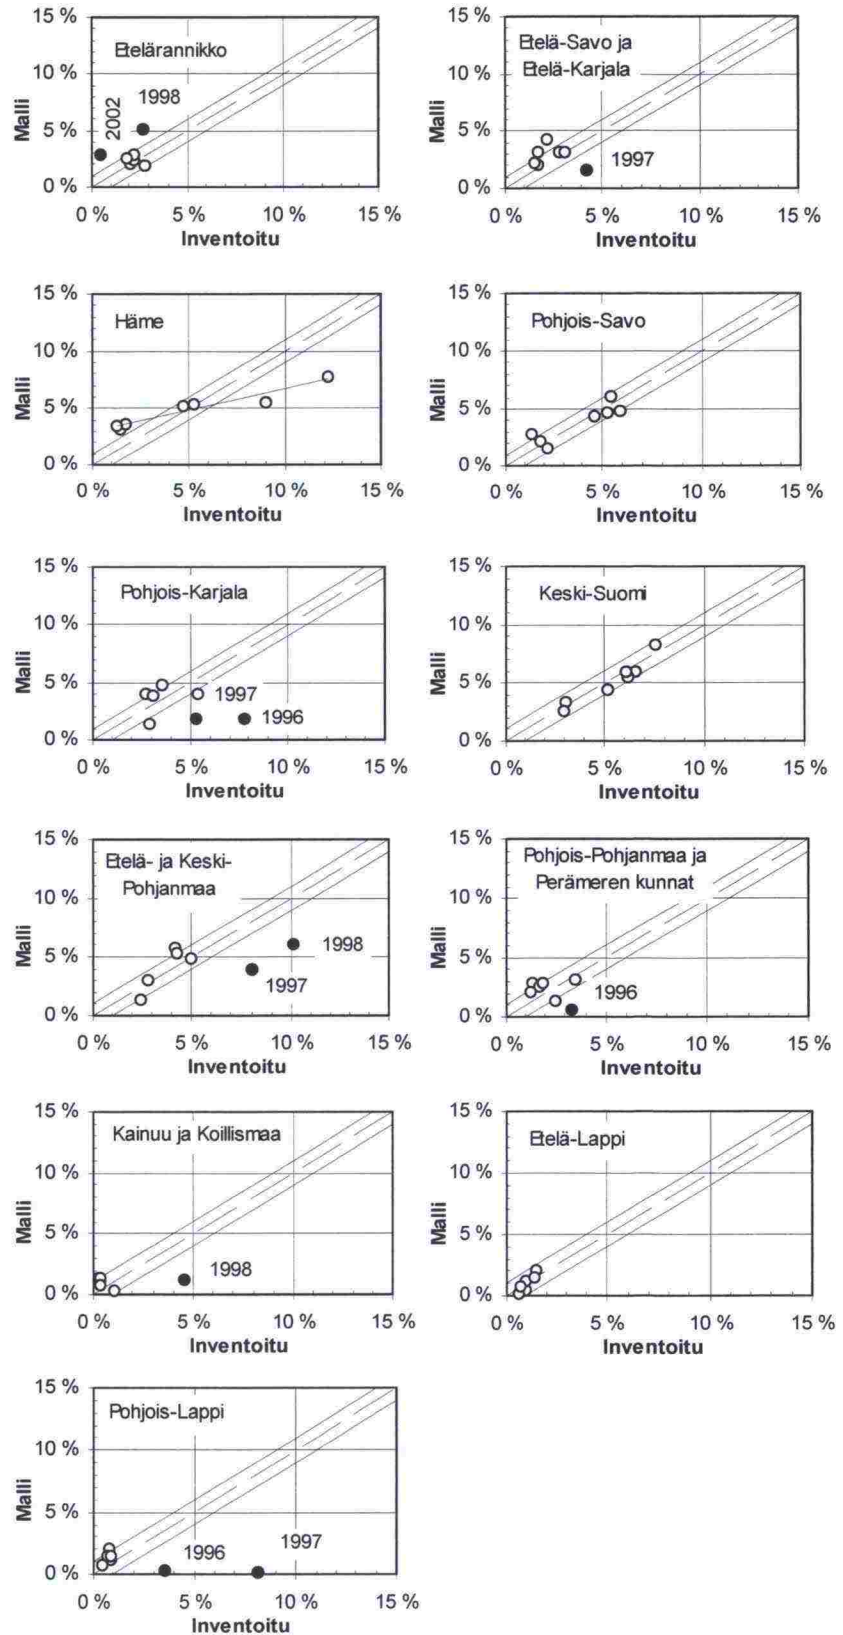 15 %
Etelärannikko
10 %
1998
2002
5 %
0 %
Malli
0 %
5 %
10 %
15 %
Inventoitu
15 %
Etelä-Savo ja
Etelä-Karjala
10 %
5 %
1997
0 %
Malli
0 %
5 %
10 %
15 %
Inventoitu
15 %
Häme
10 %
5 %
0 %
Malli
0 %
5 %
10 %
15 %
Inventoitu
15 %
Pohjois-Savo
10 %
5 %
0 %
Malli
0 %
5 %
10 %
15 %
Inventoitu
15 %
Pohjois-Karjala
10 %
5 %
1997
1996
0 %
Malli
0 %
5 %
10 %
15 %
Inventoitu
15 %
Keski-Suomi
10 %
5 %
0 %
Malli
0 %
5 %
10 %
15 %
Inventoitu
15 %
Etelä- ja Keski-
Pohjanmaa
10 %
5 %
1998
1997
0 %
Malli
0 %
5 %
10 %
15 %
Inventoitu
15 %
Pohjois-Pohjanmaa ja
Perämeren kunnat
10 %
5 %
1996
0 %
Malli
0 %
5 %
10 %
15 %
Inventoitu
15 %
Kainuu ja Koillismaa
10 %
5 %
1998
0 %
Malli
0 %
5 %
10 %
15 %
Inventoitu
15 %
Etelä-Lappi
10 %
5 %
0 %
Malli
0 %
5 %
10 %
15 %
Inventoitu
15 %
Pohjois-Lappi
10 %
5 %
1996
1997
0 %
Malli
0 %
5 %
10 %
15 %
Inventoitu